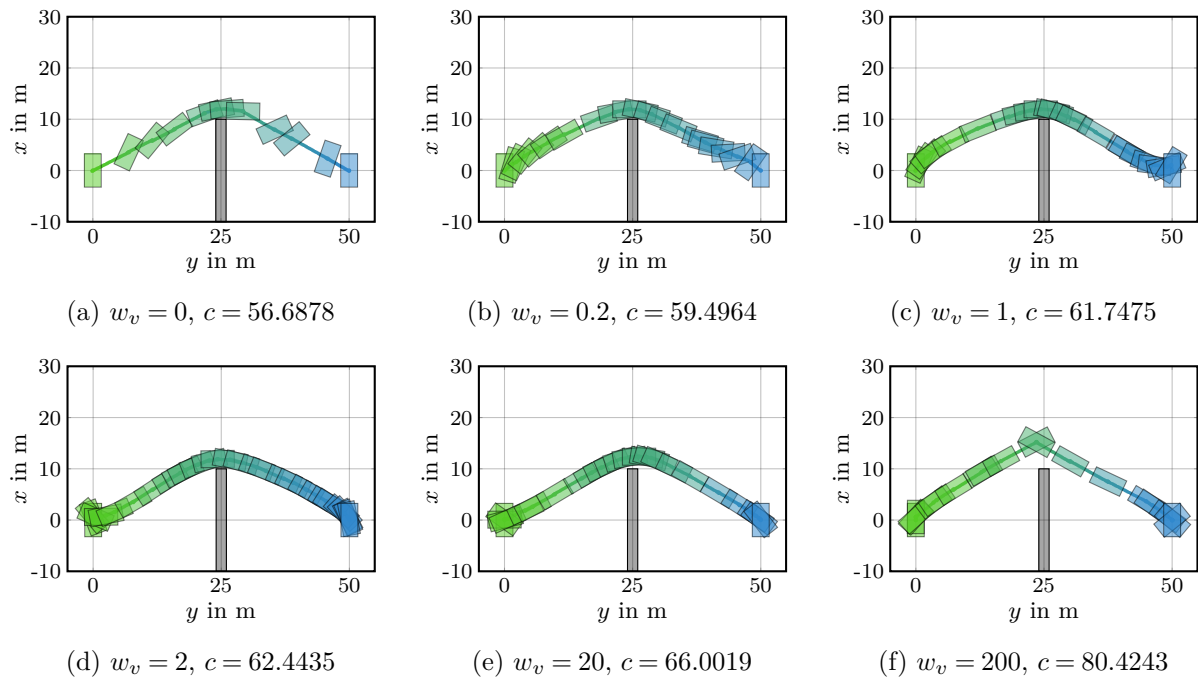 30
20
10
0
-10
x in m
0 25 50
y in m
(a) w_v = 0, c = 56.6878
30
20
10
0
-10
x in m
0 25 50
y in m
(b) w_v = 0.2, c = 59.4964
30
20
10
0
-10
x in m
0 25 50
y in m
(c) w_v = 1, c = 61.7475
30
20
10
0
-10
x in m
0 25 50
y in m
(d) w_v = 2, c = 62.4435
30
20
10
0
-10
x in m
0 25 50
y in m
(e) w_v = 20, c = 66.0019
30
20
10
0
-10
x in m
0 25 50
y in m
(f) w_v = 200, c = 80.4243